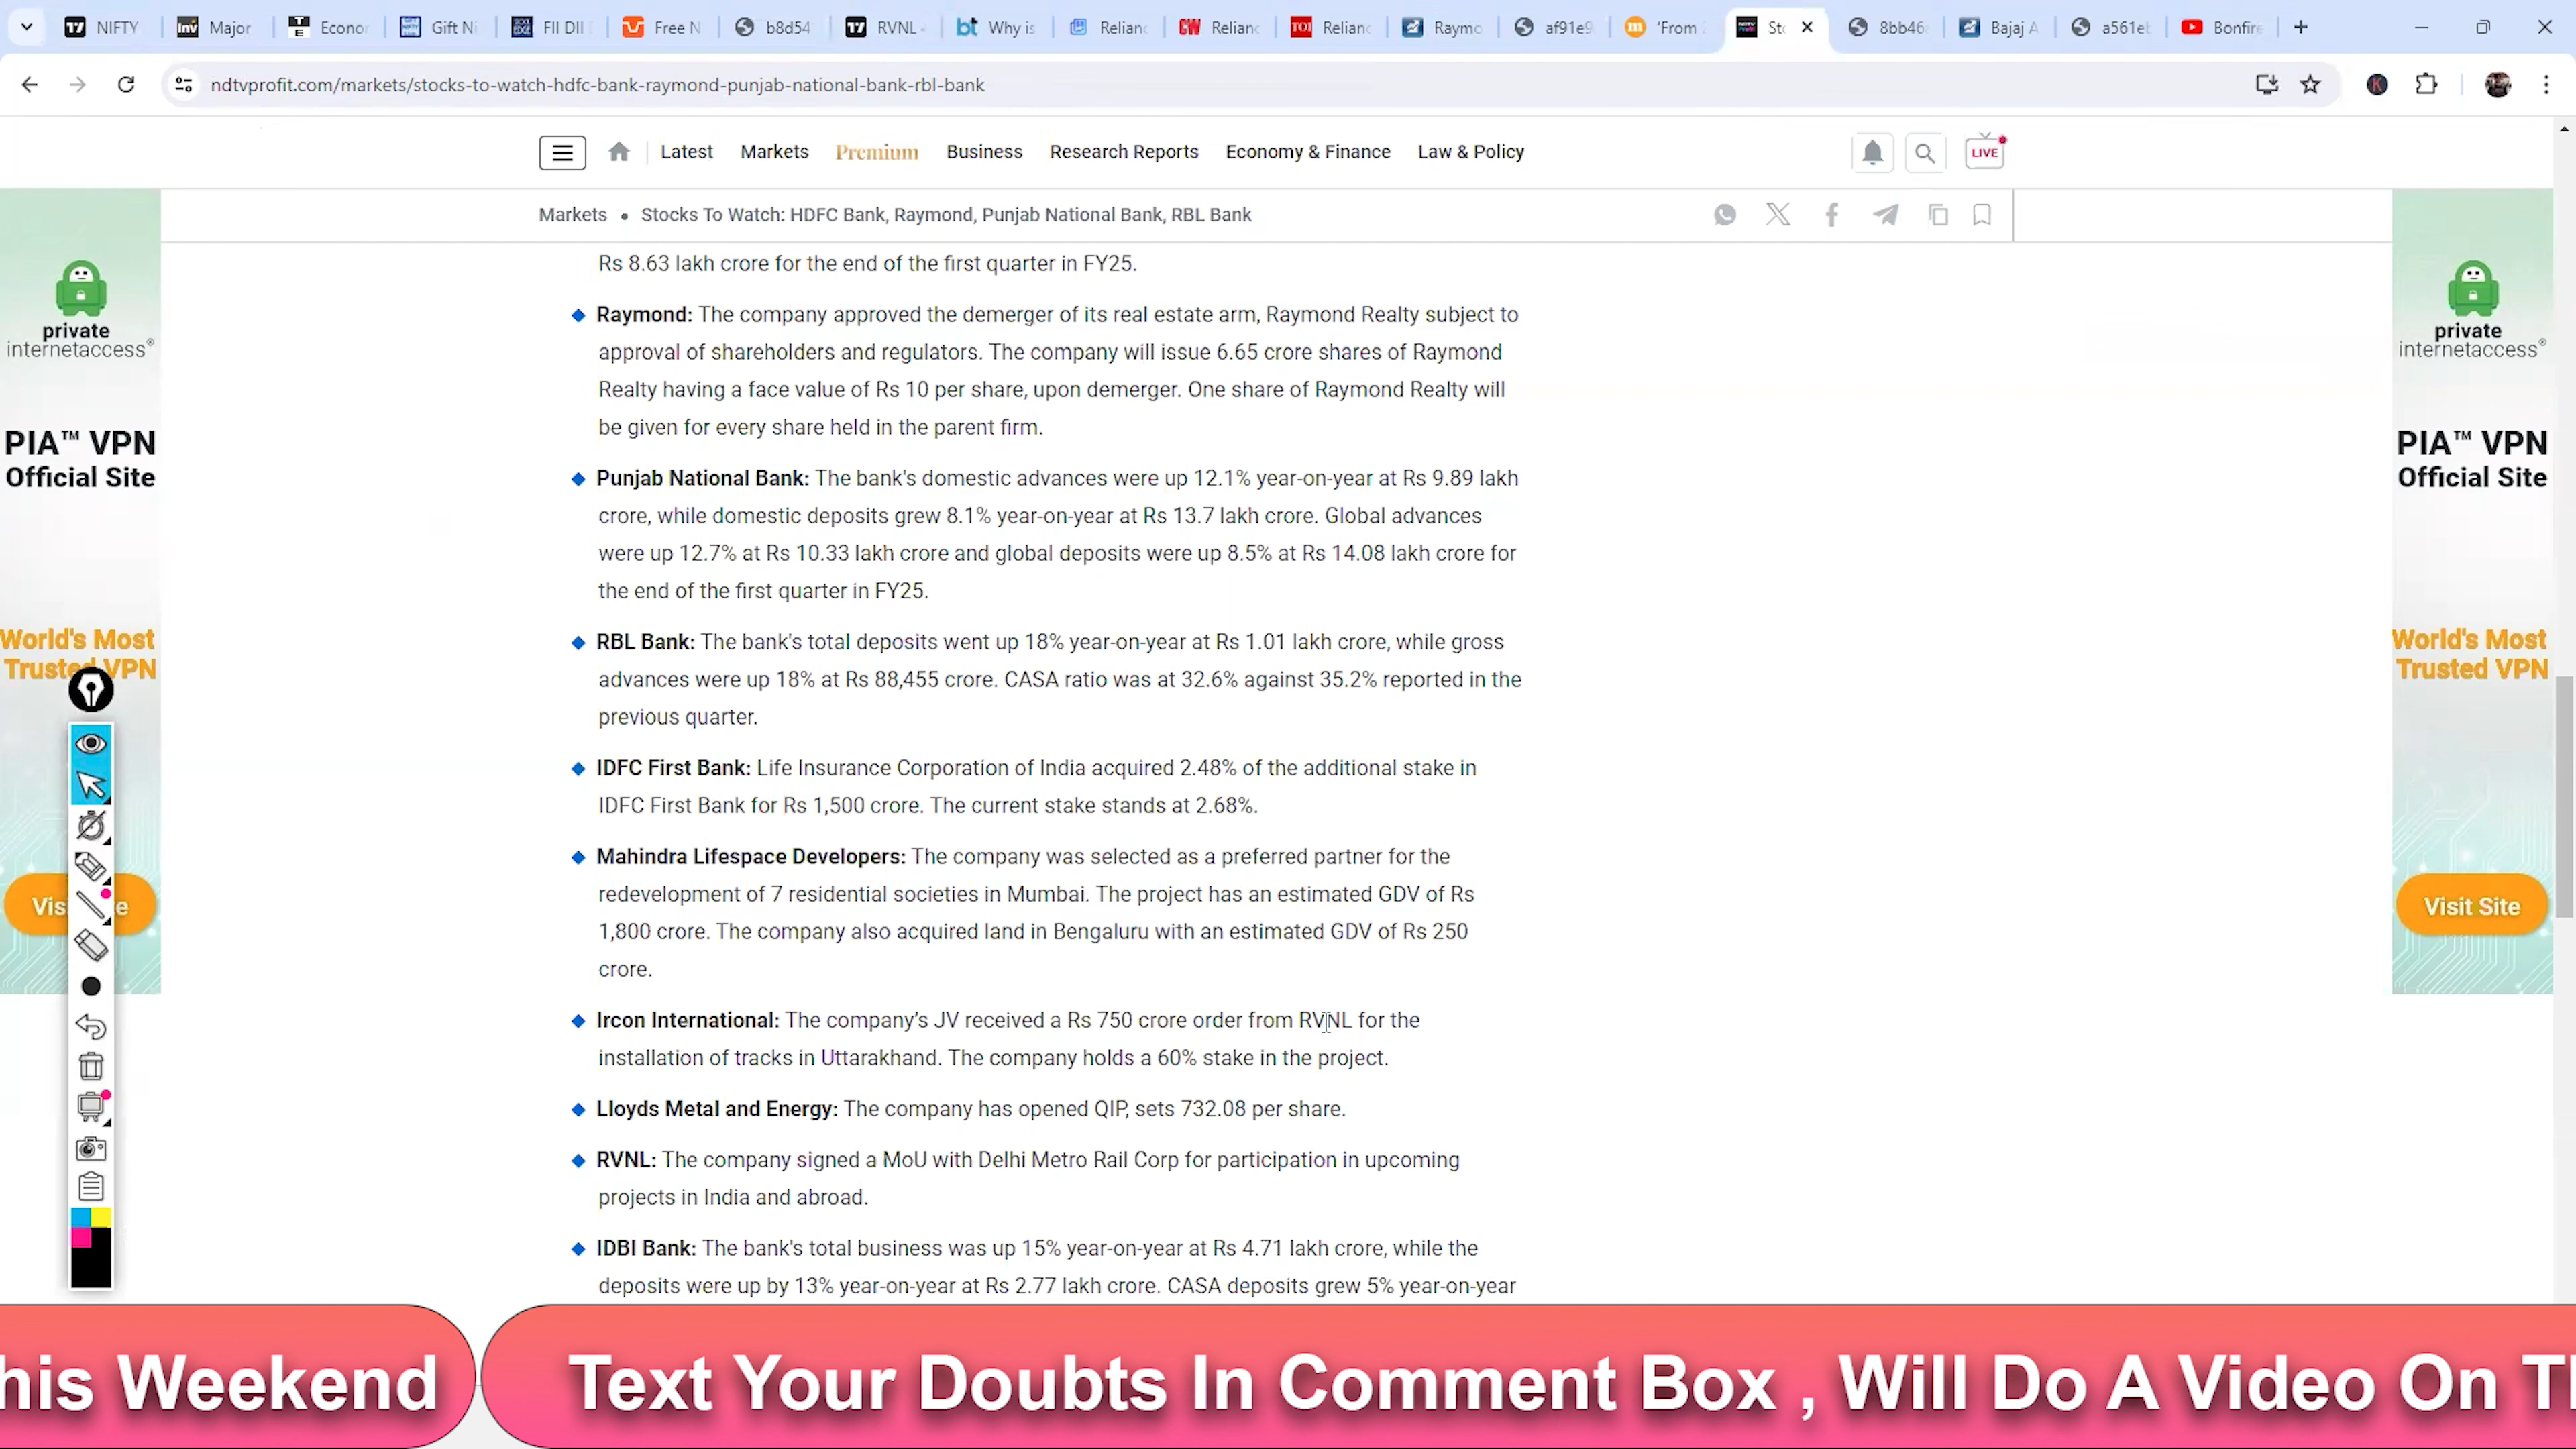 NIFTY
Major
Econor
Gift Ni
FII DII
Free N
b8d54
RVNL
Why is
Relianc
Relianc
Relianc
Raymo
af91e9
'From
Sto
8bb46
Bajaj A
a561eb
Bonfire
ndtvprofit.com/markets/stocks-to-watch-hdfc-bank-raymond-punjab-national-bank-rbl-bank
Latest Markets Premium Business Research Reports Economy & Finance Law & Policy LIVE
Markets • Stocks To Watch: HDFC Bank, Raymond, Punjab National Bank, RBL Bank
Rs 8.63 lakh crore for the end of the first quarter in FY25.
Raymond: The company approved the demerger of its real estate arm, Raymond Realty subject to
approval of shareholders and regulators. The company will issue 6.65 crore shares of Raymond
Realty having a face value of Rs 10 per share, upon demerger. One share of Raymond Realty will
be given for every share held in the parent firm.
Punjab National Bank: The bank's domestic advances were up 12.1% year-on-year at Rs 9.89 lakh
crore, while domestic deposits grew 8.1% year-on-year at Rs 13.7 lakh crore. Global advances
were up 12.7% at Rs 10.33 lakh crore and global deposits were up 8.5% at Rs 14.08 lakh crore for
the end of the first quarter in FY25.
RBL Bank: The bank's total deposits went up 18% year-on-year at Rs 1.01 lakh crore, while gross
advances were up 18% at Rs 88,455 crore. CASA ratio was at 32.6% against 35.2% reported in the
previous quarter.
IDFC First Bank: Life Insurance Corporation of India acquired 2.48% of the additional stake in
IDFC First Bank for Rs 1,500 crore. The current stake stands at 2.68%.
Mahindra Lifespace Developers: The company was selected as a preferred partner for the
redevelopment of 7 residential societies in Mumbai. The project has an estimated GDV of Rs
1,800 crore. The company also acquired land in Bengaluru with an estimated GDV of Rs 250
crore.
Ircon International: The company's JV received a Rs 750 crore order from RVNL for the
installation of tracks in Uttarakhand. The company holds a 60% stake in the project.
Lloyds Metal and Energy: The company has opened QIP, sets 732.08 per share.
RVNL: The company signed a MoU with Delhi Metro Rail Corp for participation in upcoming
projects in India and abroad.
IDBI Bank: The bank's total business was up 15% year-on-year at Rs 4.71 lakh crore, while the
deposits were up by 13% year-on-year at Rs 2.77 lakh crore. CASA deposits grew 5% year-on-year
private
internetaccess®
PIA™ VPN
Official Site
World's Most
Trusted VPN
Vis e
private
internetaccess®
PIA™ VPN
Official Site
World's Most
Trusted VPN
Visit Site
his Weekend
Text Your Doubts In Comment Box , Will Do A Video On Th